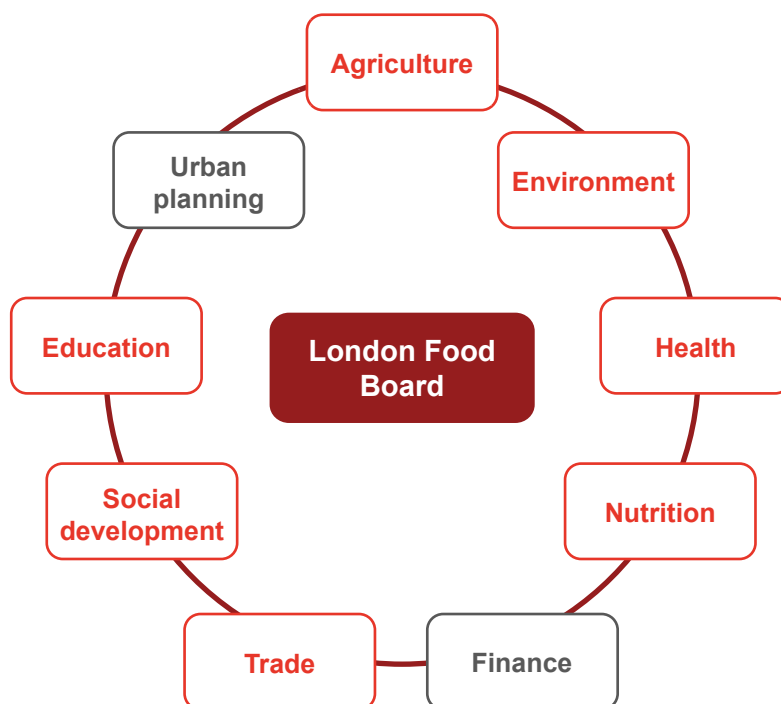 Agriculture
Urban
planning
Environment
Education
London Food
Board
Health
Social
development
Nutrition
Trade
Finance